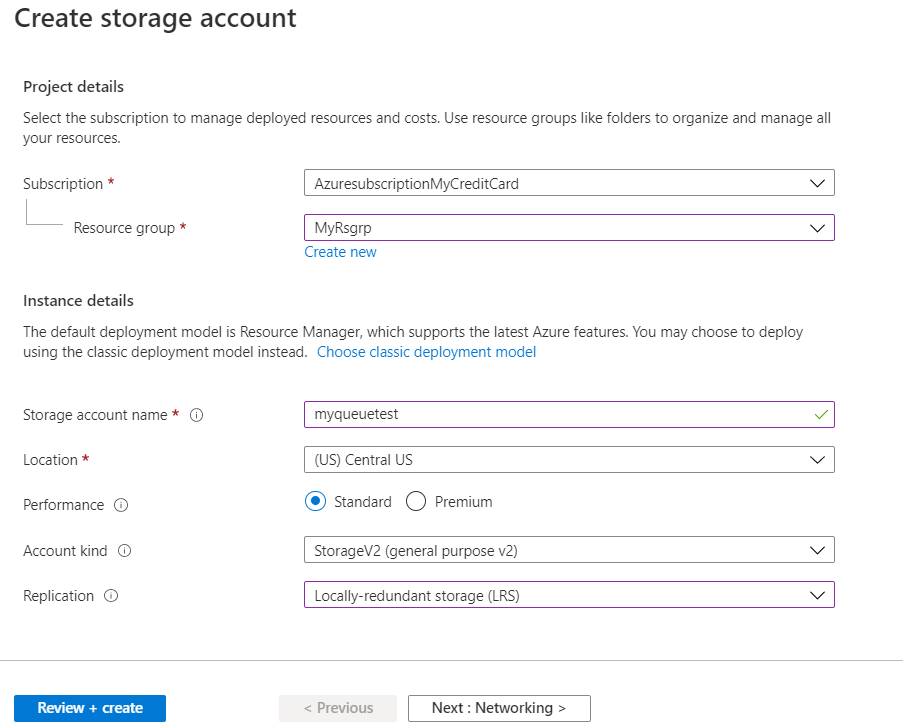 Create storage account
Project details
Select the subscription to manage deployed resources and costs. Use resource groups like folders to organize and manage all
your resources.
Subscription *
AzuresubscriptionMyCreditCard
Resource group *
MyRsgrp
Create new
Instance details
The default deployment model is Resource Manager, which supports the latest Azure features. You may choose to deploy
using the classic deployment model instead. Choose classic deployment model
Storage account name *
myqueuetest
Location *
(US) Central US
Performance
Standard Premium
Account kind
StorageV2 (general purpose v2)
Replication
Locally-redundant storage (LRS)
Review + create
< Previous
Next : Networking >